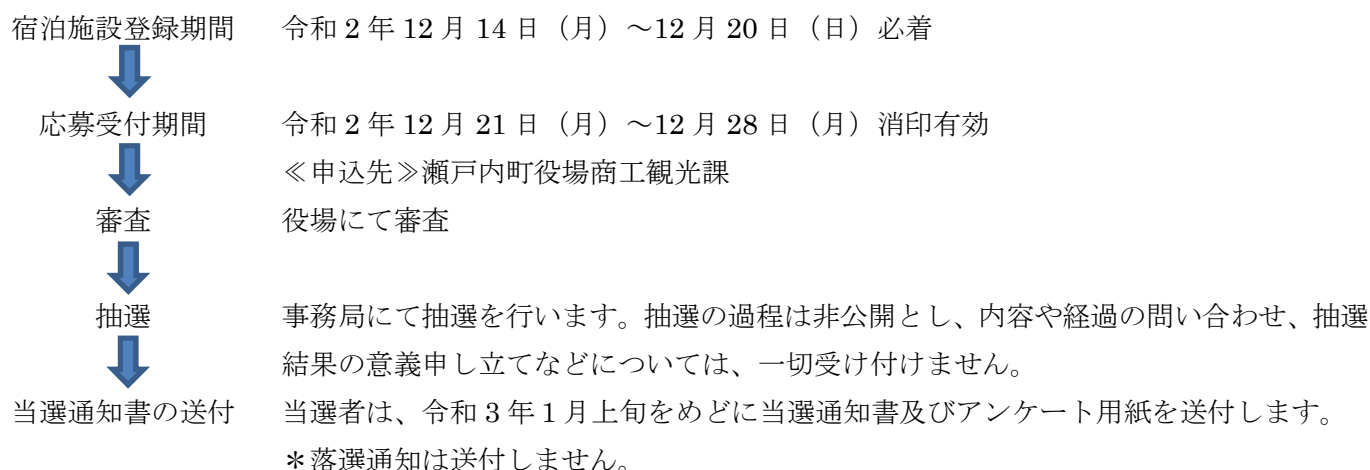 宿泊施設登録期間 令和2年12月14日（月）～12月20日（日）必着
応募受付期間 令和2年12月21日（月）～12月28日（月）消印有効
≪申込先≫瀬戸内町役場商工観光課
審査 役場にて審査
抽選 事務局にて抽選を行います。抽選の過程は非公開とし、内容や経過の問い合わせ、抽選
結果の意義申し立てなどについては、一切受け付けません。
当選通知書の送付 当選者は、令和3年1月上旬をめどに当選通知書及びアンケート用紙を送付します。
＊落選通知は送付しません。